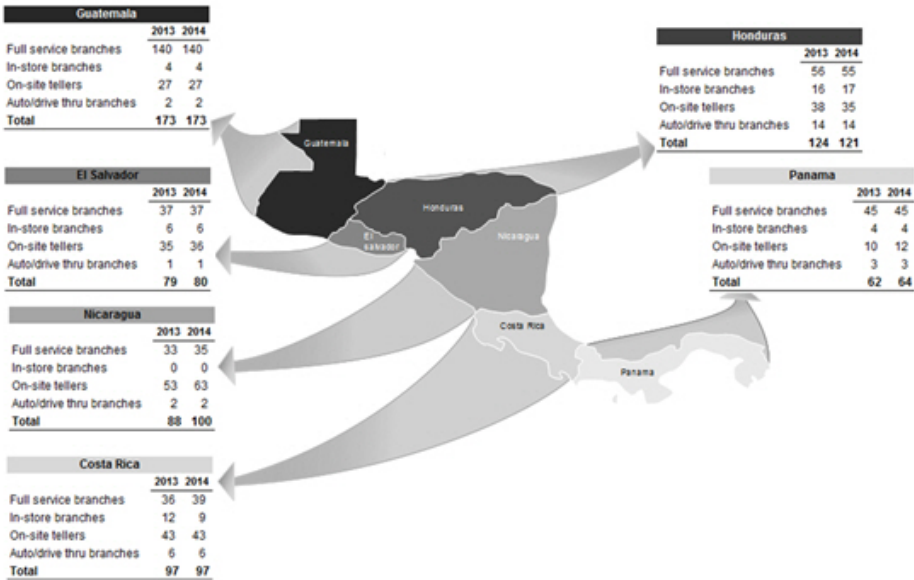 Guatemala
2013 2014
Full service branches 140 140
In-store branches 4 4
On-site tellers 27 27
Auto/drive thru branches 2 2
Total 173 173
Honduras
2013 2014
Full service branches 56 55
In-store branches 16 17
On-site tellers 38 35
Auto/drive thru branches 14 14
Total 124 121
El Salvador
2013 2014
Full service branches 37 37
In-store branches 6 6
On-site tellers 35 36
Auto/drive thru branches 1 1
Total 79 80
Panama
2013 2014
Full service branches 45 45
In-store branches 4 4
On-site tellers 10 12
Auto/drive thru branches 3 3
Total 62 64
Nicaragua
2013 2014
Full service branches 33 35
In-store branches 0 0
On-site tellers 53 63
Auto/drive thru branches 2 2
Total 88 100
Costa Rica
2013 2014
Full service branches 36 39
In-store branches 12 9
On-site tellers 43 43
Auto/drive thru branches 6 6
Total 97 97
Guatemala
Honduras
El
salvador
Nicaragua
Costa Rica
Panama